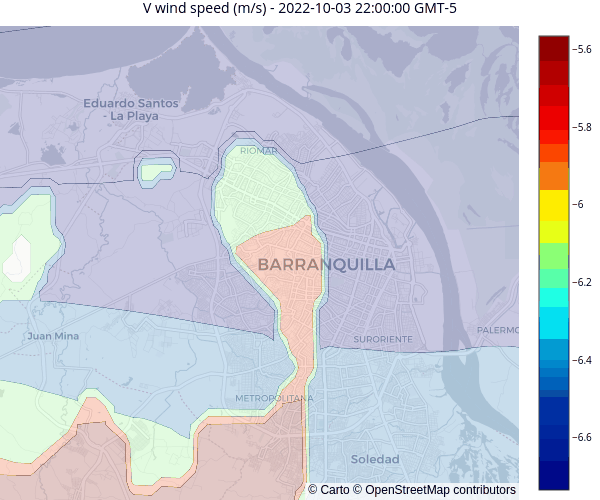 V wind speed (m/s) - 2022-10-03 22:00:00 GMT-5
−5.6
−5.8
−6
−6.2
−6.4
−6.6
Eduardo Santos
- La Playa
RIOMAR
BARRANQUILLA
PALERMO
Juan Mina
SURORIENTE
METROPOLITANA
Soledad
© Carto © OpenStreetMap contributors